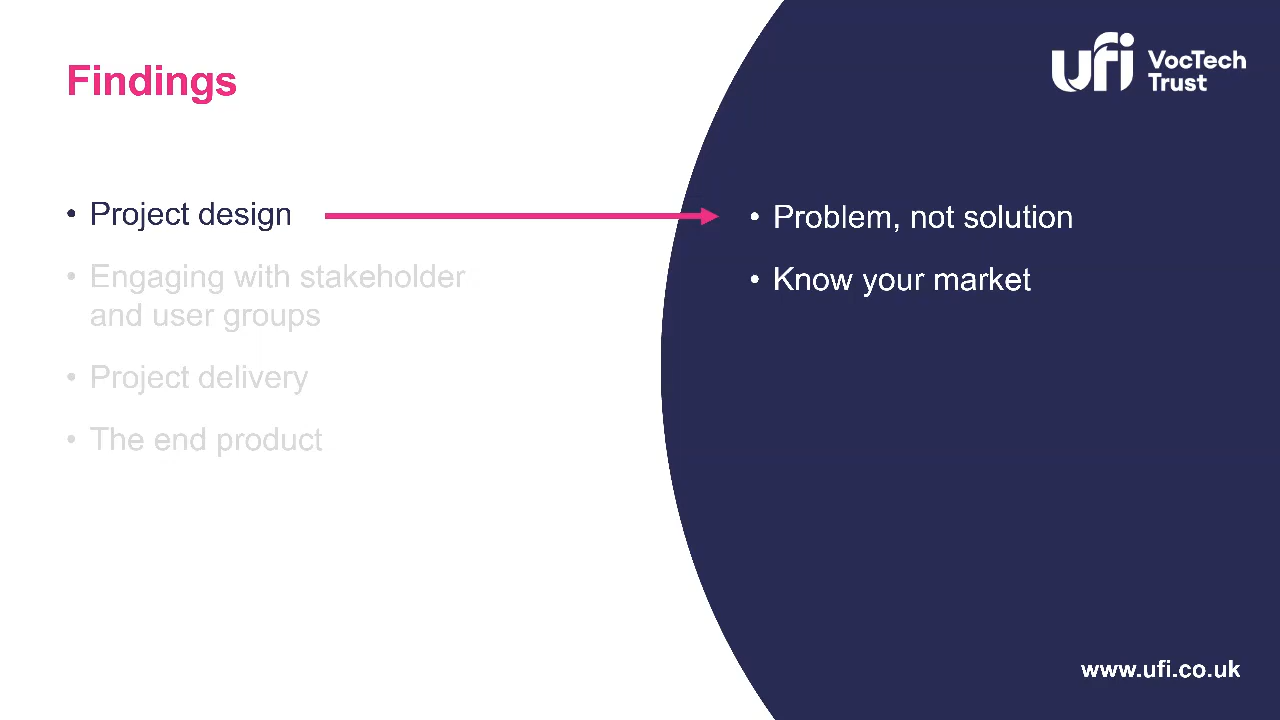 Findings
ufi VocTech
Trust
• Project design
• Engaging with stakeholder
and user groups
• Project delivery
• The end product
• Problem, not solution
• Know your market
www.ufi.co.uk